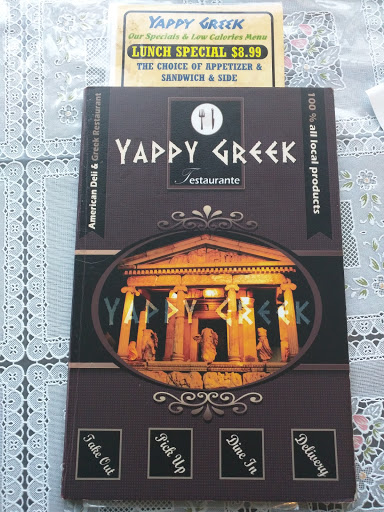 YAPPY GREEK
Our Specials & Low Calories Menu
LUNCH SPECIAL $8.99
THE CHOICE OF APPETIZER &
SANDWICH & SIDE
American Deli & Greek Restaurant
100 % all local products
YAPPY GREEK
Testaurante
YAPPY GREEK
Take Out
Pick Up
Dine In
Delivery